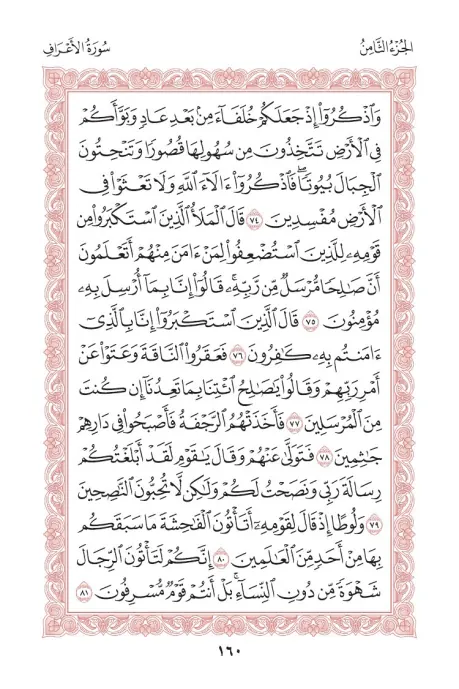 الجُزْءُ الثَّامِنُ
سُورَةُ الأَعْرَافِ
وَٱذْكُرُوٓا۟ إِذْ جَعَلَكُمْ خُلَفَآءَ مِنۢ بَعْدِ عَادٍ وَبَوَّأَكُمْ
فِى ٱلْأَرْضِ تَتَّخِذُونَ مِن سُهُولِهَا قُصُورًا وَتَنْحِتُونَ
ٱلْجِبَالَ بُيُوتًا ۖ فَٱذْكُرُوٓا۟ ءَالَآءَ ٱللَّهِ وَلَا تَعْثَوْا۟ فِى
ٱلْأَرْضِ مُفْسِدِينَ ٧٤ قَالَ ٱلْمَلَأُ ٱلَّذِينَ ٱسْتَكْبَرُوا۟ مِن
قَوْمِهِۦ لِلَّذِينَ ٱسْتُضْعِفُوا۟ لِمَنْ ءَامَنَ مِنْهُمْ أَتَعْلَمُونَ
أَنَّ صَٰلِحًا مُّرْسَلٌ مِّن رَّبِّهِۦ ۚ قَالُوٓا۟ إِنَّا بِمَآ أُرْسِلَ بِهِۦ
مُؤْمِنُونَ ٧٥ قَالَ ٱلَّذِينَ ٱسْتَكْبَرُوٓا۟ إِنَّا بِٱلَّذِىٓ
ءَامَنتُم بِهِۦ كَٰفِرُونَ ٧٦ فَعَقَرُوا۟ ٱلنَّاقَةَ وَعَتَوْا۟ عَنْ
أَمْرِ رَبِّهِمْ وَقَالُوا۟ يَٰصَٰلِحُ ٱئْتِنَا بِمَا تَعِدُنَآ إِن كُنتَ
مِنَ ٱلْمُرْسَلِينَ ٧٧ فَأَخَذَتْهُمُ ٱلرَّجْفَةُ فَأَصْبَحُوا۟ فِى دَارِهِمْ
جَٰثِمِينَ ٧٨ فَتَوَلَّىٰ عَنْهُمْ وَقَالَ يَٰقَوْمِ لَقَدْ أَبْلَغْتُكُمْ
رِسَالَةَ رَبِّى وَنَصَحْتُ لَكُمْ وَلَٰكِن لَّا تُحِبُّونَ ٱلنَّٰصِحِينَ
٧٩ وَلُوطًا إِذْ قَالَ لِقَوْمِهِۦٓ أَتَأْتُونَ ٱلْفَٰحِشَةَ مَا سَبَقَكُم
بِهَا مِنْ أَحَدٍ مِّنَ ٱلْعَٰلَمِينَ ٨٠ إِنَّكُمْ لَتَأْتُونَ ٱلرِّجَالَ
شَهْوَةً مِّن دُونِ ٱلنِّسَآءِ ۚ بَلْ أَنتُمْ قَوْمٌ مُّسْرِفُونَ ٨١
١٦٠